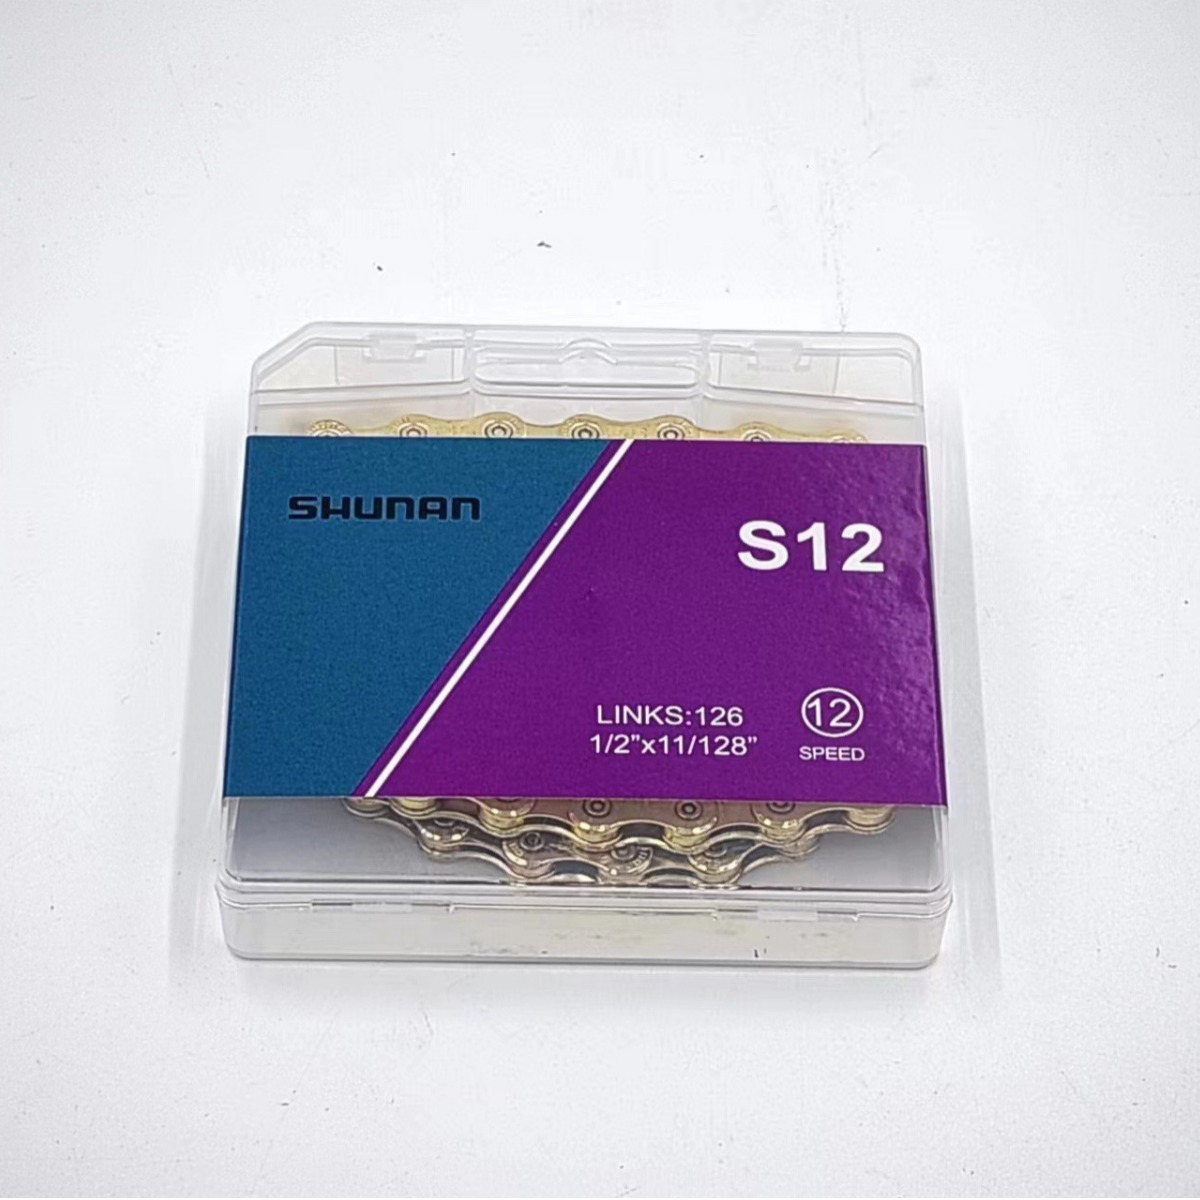 SHUNAN
S12
LINKS:126
1/2”x11/128”
12
SPEED